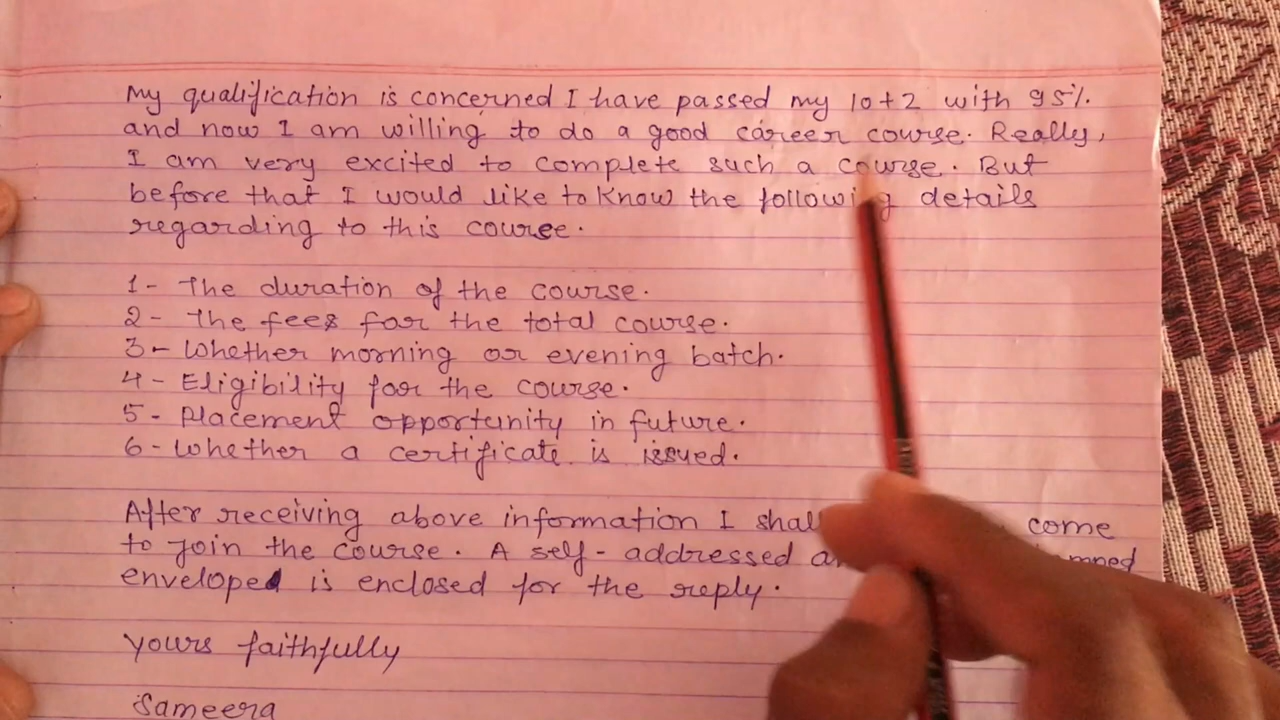 My qualification is concerned I have passed my 10+2 with 95%.
and now I am willing to do a good career course. Really,
I am very excited to complete such a course. But
before that I would like to know the following details
regarding to this course.
1- The duration of the course.
2- The fees for the total course.
3- Whether morning or evening batch.
4- Eligibility for the course.
5- Placement opportunity in future.
6- Whether a certificate is issued.
After receiving above information I come
to join the course. A self-addressed
enveloped is enclosed for the reply.
Yours faithfully
Sameera